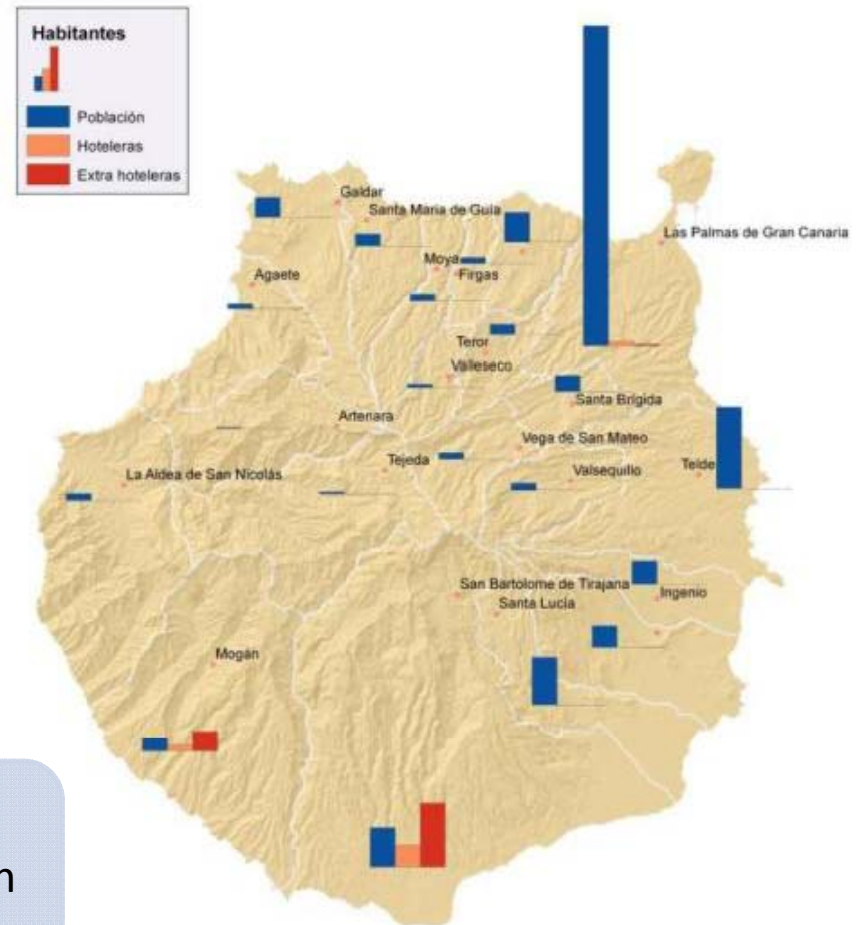 Habitantes
Población
Hoteleras
Extra hoteleras
Galdar
Santa Maria de Guía
Las Palmas de Gran Canaria
Moya
Firgas
Agaete
Teror
Valleseco
Santa Brígida
Artenara
Vega de San Mateo
Tejeda
Valsequillo
Telde
La Aldea de San Nicolás
San Bartolome de Tirajana
Ingenio
Santa Lucía
Mogán
n